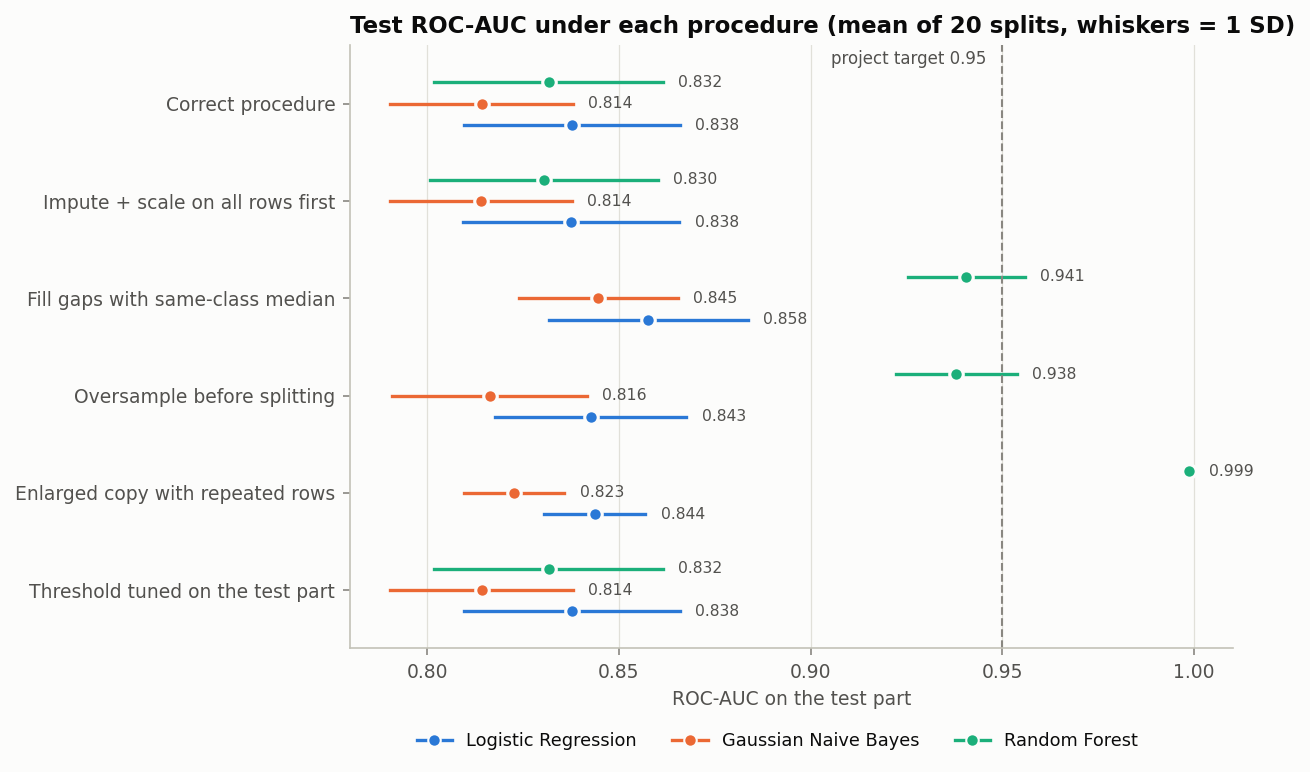 Test ROC-AUC under each procedure (mean of 20 splits, whiskers = 1 SD)
project target 0.95
Correct procedure
0.832
0.814
0.838
Impute + scale on all rows first
0.830
0.814
0.838
Fill gaps with same-class median
0.941
0.845
0.858
Oversample before splitting
0.938
0.816
0.843
Enlarged copy with repeated rows
0.999
0.823
0.844
Threshold tuned on the test part
0.832
0.814
0.838
0.80 0.85 0.90 0.95 1.00
ROC-AUC on the test part
Logistic Regression Gaussian Naive Bayes Random Forest